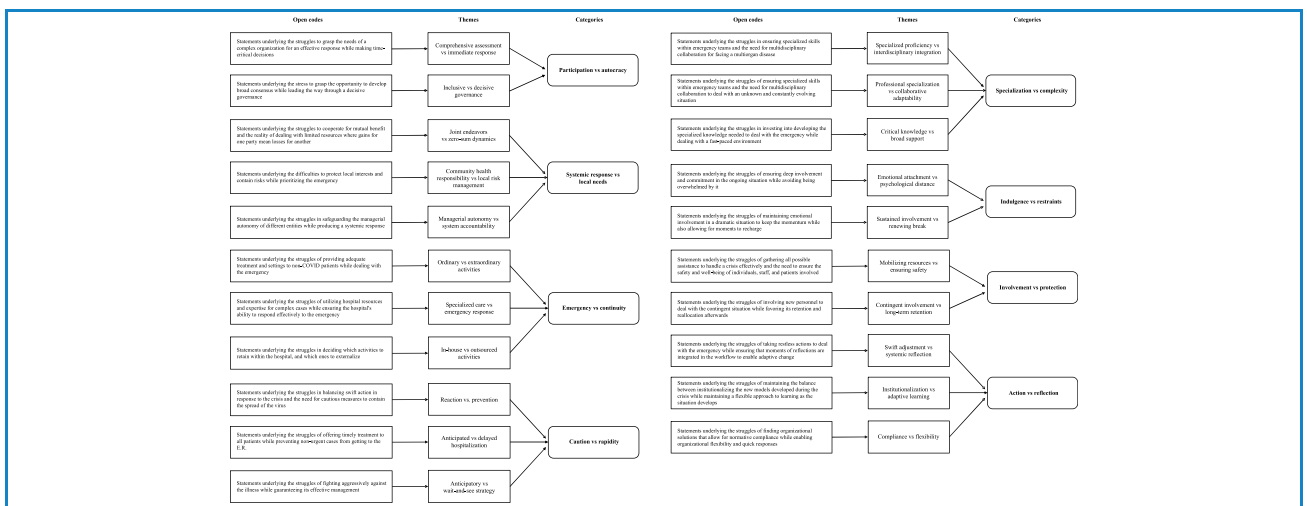 Open codes
Themes
Categories
Statements underlying the struggles to grasp the needs of a
complex organization for an effective response while making time-
critical decisions
Comprehensive assessment
vs immediate response
Statements underlying the stress to grasp the opportunity to develop
broad consensus while leading the way through a decisive
governance
Inclusive vs decisive
governance
Participation vs autocracy
Statements underlying the struggles to cooperate for mutual benefit
and the reality of dealing with limited resources where gains for
one party mean losses for another
Joint endeavors
vs zero-sum dynamics
Statements underlying the difficulties to protect local interests and
contain risks while prioritizing the emergency
Community health
responsibility vs local risk
management
Statements underlying the struggles in safeguarding the managerial
autonomy of different entities while producing a systemic response
Managerial autonomy vs
system accountability
Systemic response vs
local needs
Statements underlying the struggles of providing adequate
treatment and settings to non-COVID patients while dealing with
the emergency
Ordinary vs extraordinary
activities
Statements underlying the struggles of utilizing hospital resources
and expertise for complex cases while ensuring the hospital's
ability to respond effectively to the emergency
Specialized care vs
emergency response
Statements underlying the struggles in deciding which activities to
retain within the hospital, and which ones to externalize
In-house vs outsourced
activities
Emergency vs continuity
Statements underlying the struggles in balancing swift action in
response to the crisis and the need for cautious measures to contain
the spread of the virus
Reaction vs. prevention
Statements underlying the struggles of offering timely treatment to
all patients while preventing non-urgent cases from getting to the
E.R.
Anticipated vs delayed
hospitalization
Statements underlying the struggles of fighting aggressively against
the illness while guaranteeing its effective management
Anticipatory vs
wait-and-see strategy
Caution vs rapidity
Open codes
Themes
Categories
Statements underlying the struggles in ensuring specialized skills
within emergency teams and the need for multidisciplinary
collaboration for facing a multiorgan disease
Specialized proficiency vs
interdisciplinary integration
Statements underlying the struggles of ensuring specialized skills
within emergency teams and the need for multidisciplinary
collaboration to deal with an unknown and constantly evolving
situation
Professional specialization
vs collaborative
adaptability
Statements underlying the struggles in investing into developing the
specialized knowledge needed to deal with the emergency while
dealing with a fast-paced environment
Critical knowledge vs
broad support
Specialization vs complexity
Statements underlying the struggles of ensuring deep involvement
and commitment in the ongoing situation while avoiding being
overwhelmed by it
Emotional attachment vs
psychological distance
Statements underlying the struggles of maintaining emotional
involvement in a dramatic situation to keep the momentum while
also allowing for moments to recharge
Sustained involvement vs
renewing break
Indulgence vs restraints
Statements underlying the struggles of gathering all possible
assistance to handle a crisis effectively and the need to ensure the
safety and well-being of individuals, staff, and patients involved
Mobilizing resources vs
ensuring safety
Statements underlying the struggles of involving new personnel to
deal with the contingent situation while favoring its retention and
reallocation afterwards
Contingent involvement vs
long-term retention
Involvement vs protection
Statements underlying the struggles of taking restless actions to deal
with the emergency while ensuring that moments of reflections are
integrated in the workflow to enable adaptive change
Swift adjustment vs
systemic reflection
Statements underlying the struggles of maintaining the balance
between institutionalizing the new models developed during the
crisis while maintaining a flexible approach to learning as the
situation develops
Institutionalization vs
adaptive learning
Statements underlying the struggles of finding organizational
solutions that allow for normative compliance while enabling
organizational flexibility and quick responses
Compliance vs flexibility
Action vs reflection